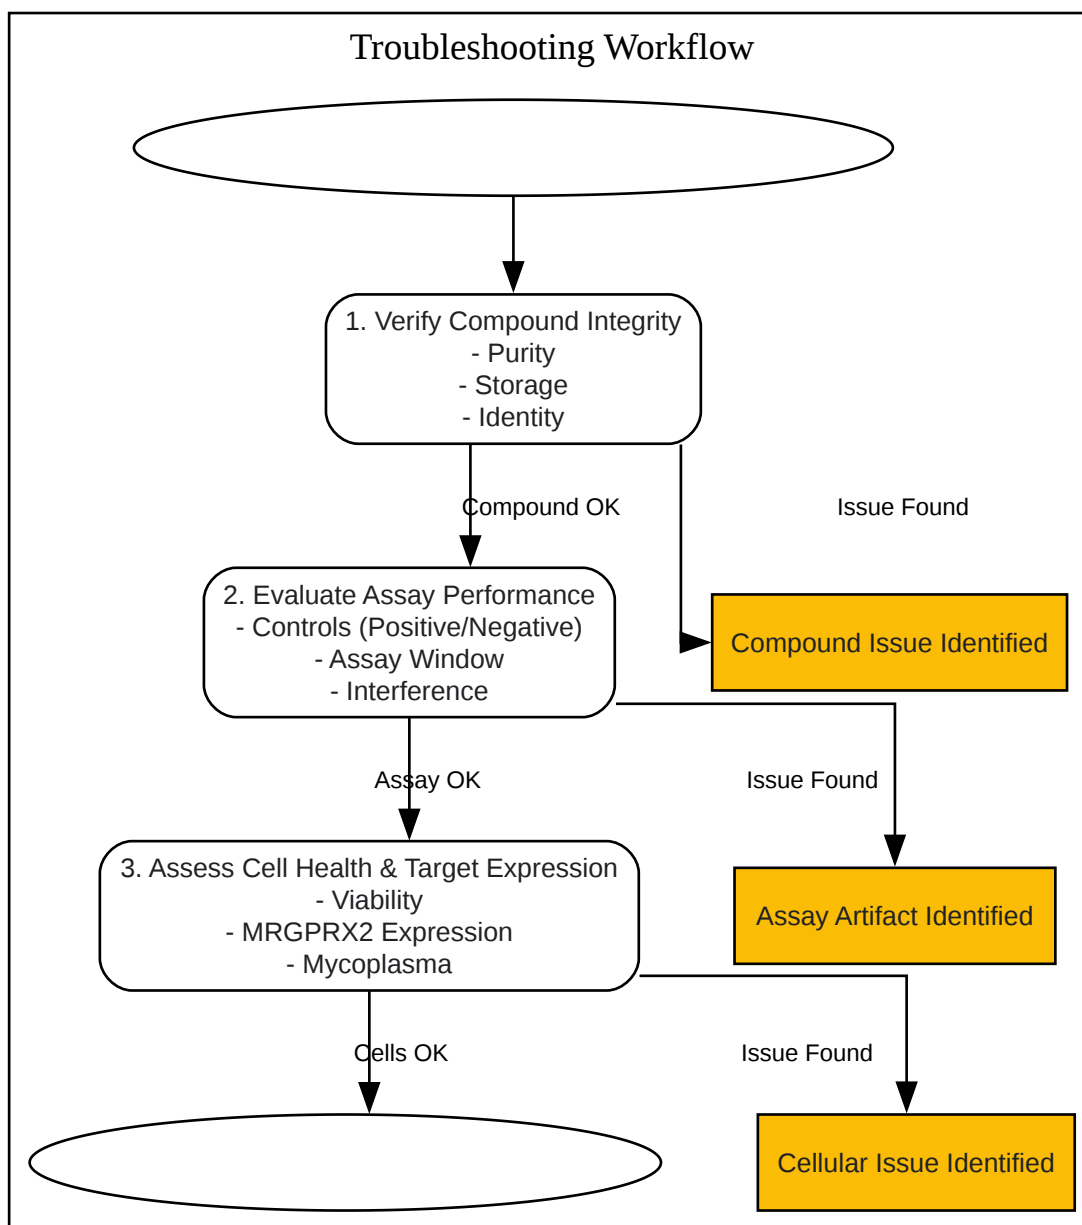 Troubleshooting Workflow
1. Verify Compound Integrity
- Purity
- Storage
- Identity
Compound OK
Issue Found
2. Evaluate Assay Performance
- Controls (Positive/Negative)
- Assay Window
- Interference
Compound Issue Identified
Assay OK
Issue Found
3. Assess Cell Health & Target Expression
- Viability
- MRGPRX2 Expression
- Mycoplasma
Assay Artifact Identified
Cells OK
Issue Found
Cellular Issue Identified